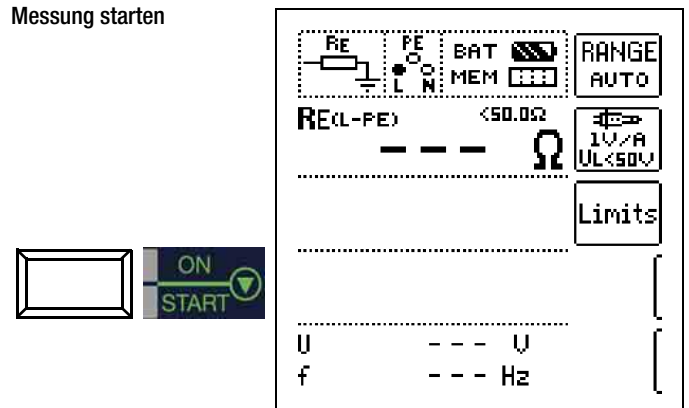 Messung starten
RE
PE
BAT
L N MEM
RANGE
AUTO
RE(L-PE) <50.0Ω
– – – Ω
1V/A
UL<50V
Limits
ON
START
U – – – V
f – – – Hz